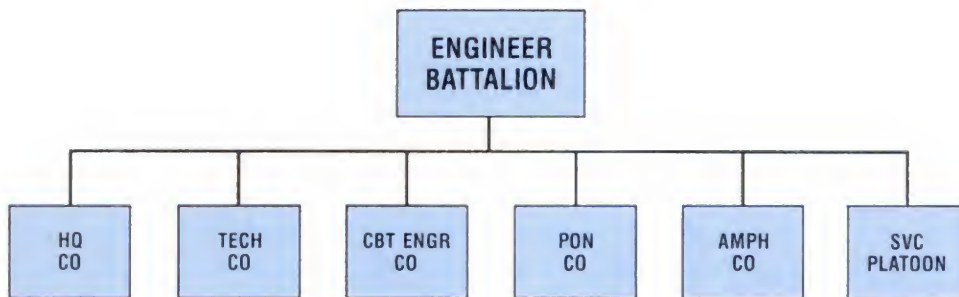 ENGINEER
BATTALION
HQ
CO
TECH
CO
CBT ENGR
CO
PON
CO
AMPH
CO
SVC
PLATOON